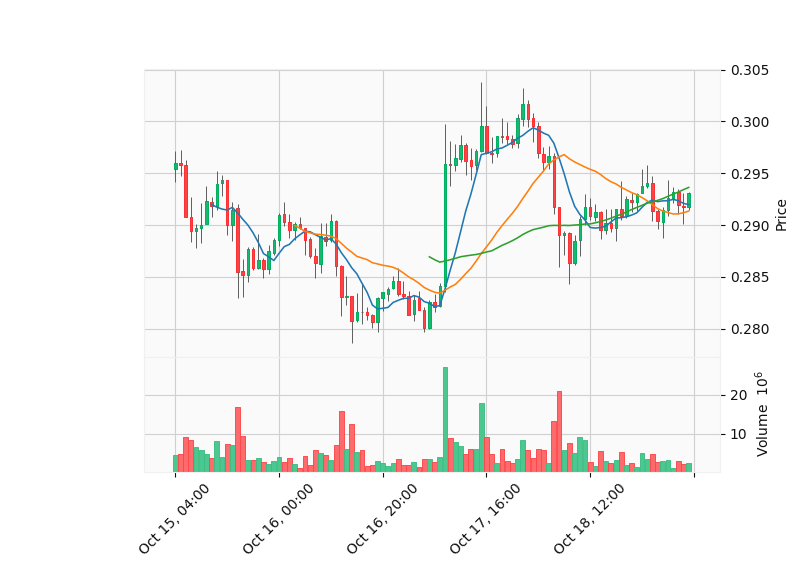 0.305
0.300
0.295
0.290
0.285
0.280
Price
20
10
Volume 10^6
Oct 15, 04:00
Oct 16, 00:00
Oct 16, 20:00
Oct 17, 16:00
Oct 18, 12:00